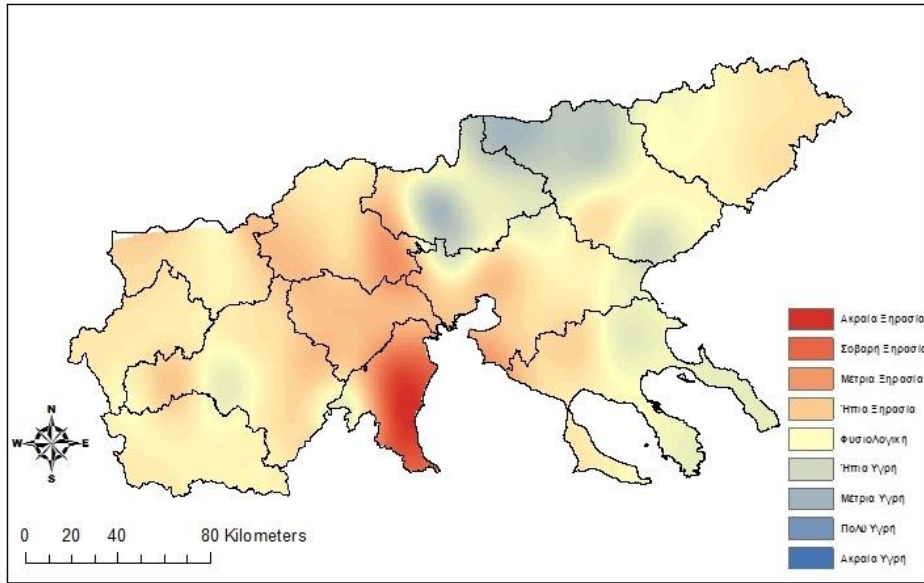 N
W E
S
0 20 40 80 Kilometers
Ακραία Ξηρασία
Σοβαρή Ξηρασία
Μέτρια Ξηρασία
Ήπια Ξηρασία
Φυσιολογική
Ήπια Υγρή
Μέτρια Υγρή
Πολύ Υγρή
Ακραία Υγρή